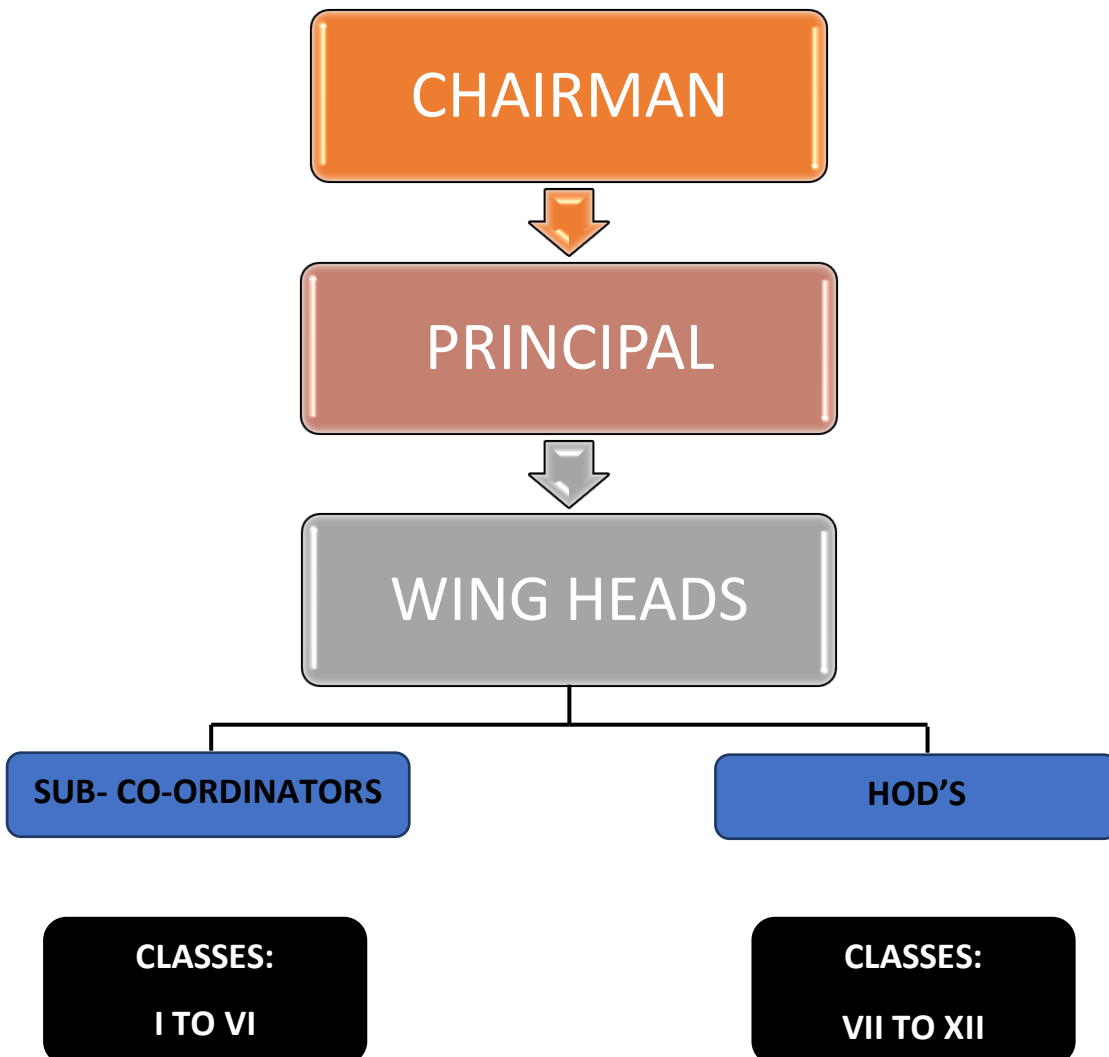 CHAIRMAN
PRINCIPAL
WING HEADS
SUB- CO-ORDINATORS
HOD’S
CLASSES:
I TO VI
CLASSES:
VII TO XII